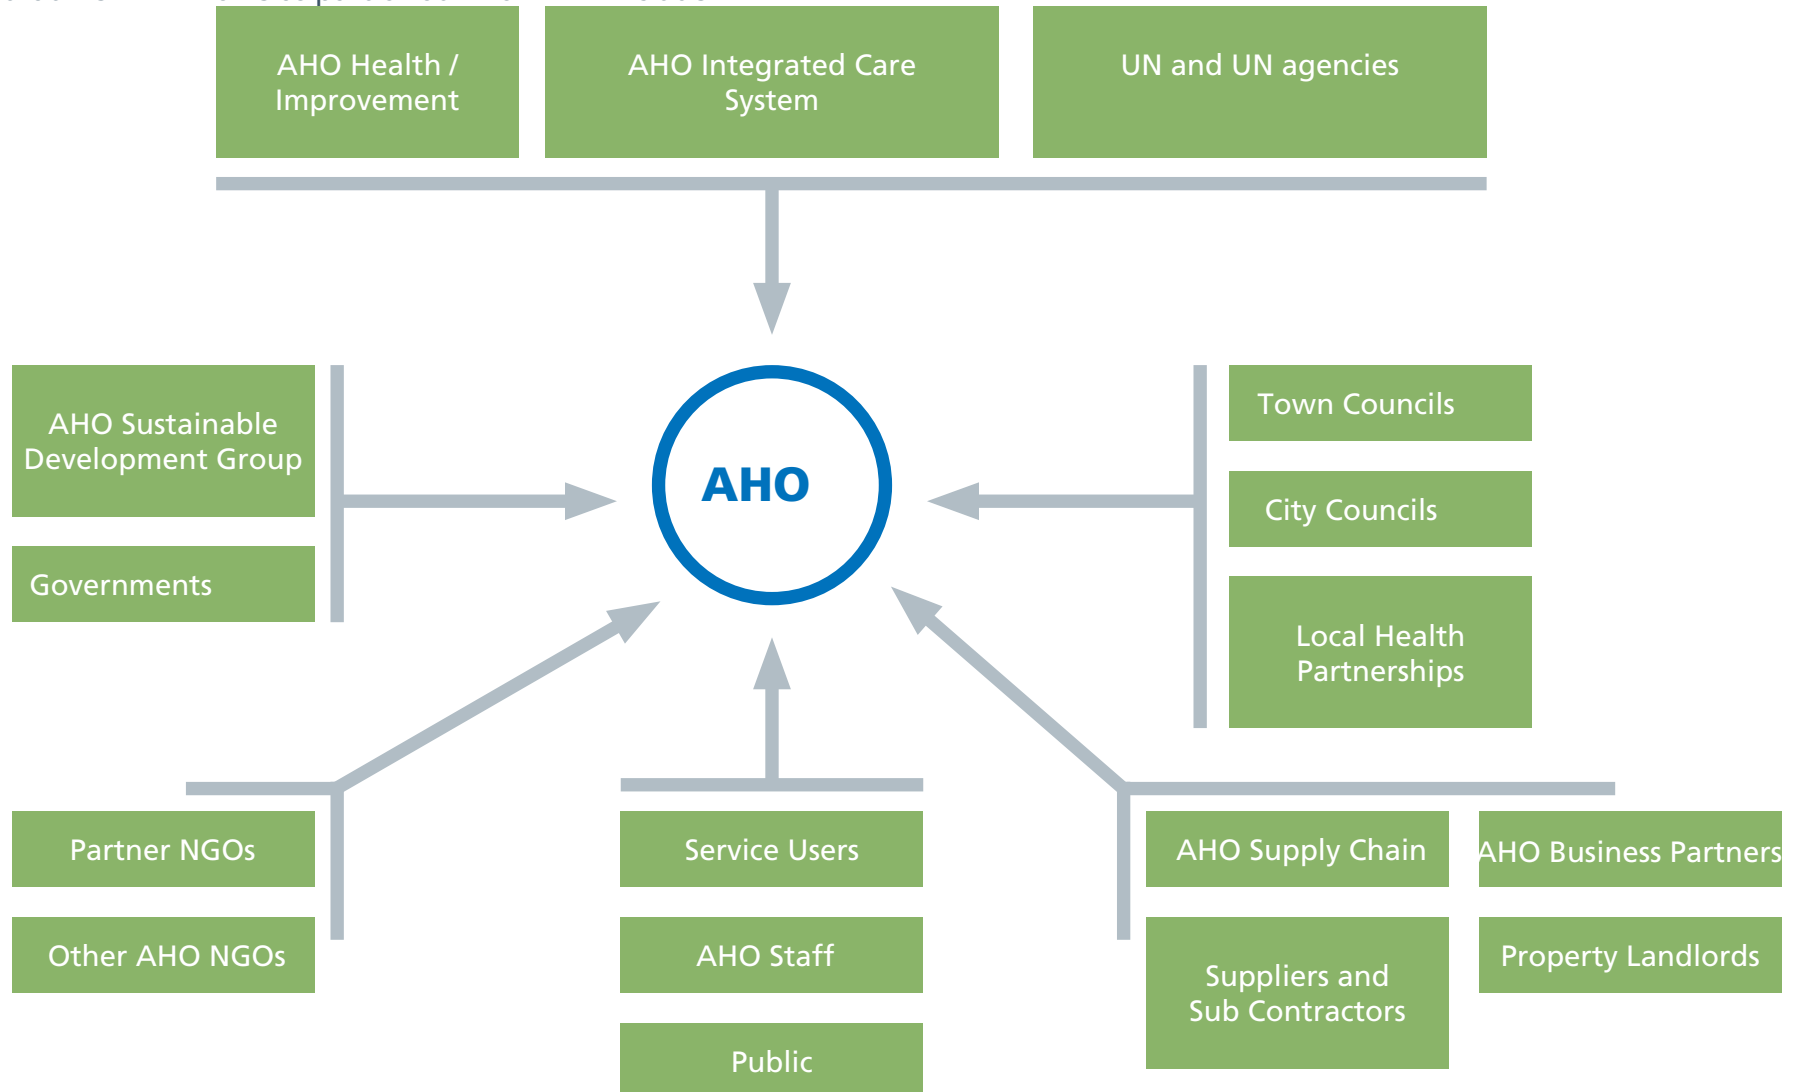 AHO Health /
Improvement
AHO Integrated Care
System
UN and UN agencies
AHO Sustainable
Development Group
Governments
AHO
Town Councils
City Councils
Local Health
Partnerships
Partner NGOs
Other AHO NGOs
Service Users
AHO Staff
Public
AHO Supply Chain
AHO Business Partners
Suppliers and
Sub Contractors
Property Landlords